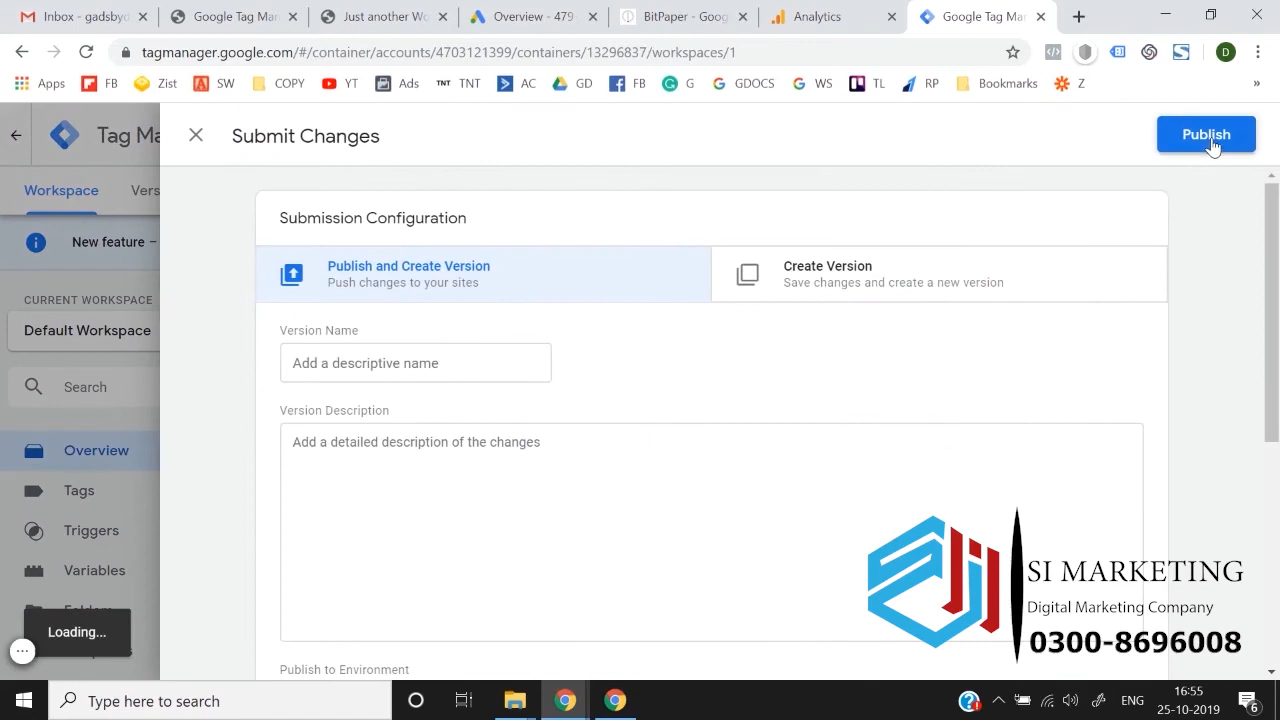 Inbox - gadsby
Google Tag Mar
Just another Wo
Overview - 479
BitPaper - Goog
Analytics
Google Tag Mar
tagmanager.google.com/#/container/accounts/4703121399/containers/13296837/workspaces/1
D
Apps
FB
Zist
SW
COPY
YT
Ads
TNT TNT
AC
GD
FB
G
GDOCS
WS
TL
RP
Bookmarks
Z
»
Tag Ma
Submit Changes
Publish
Workspace
Vers
Submission Configuration
New feature –
Publish and Create Version
Push changes to your sites
Create Version
Save changes and create a new version
CURRENT WORKSPACE
Default Workspace
Version Name
Add a descriptive name
Search
Version Description
Add a detailed description of the changes
Overview
Tags
Triggers
Variables
Folders
Loading...
Publish to Environment
SI MARKETING
Digital Marketing Company
0300-8696008
Type here to search
ENG
16:55
25-10-2019
6